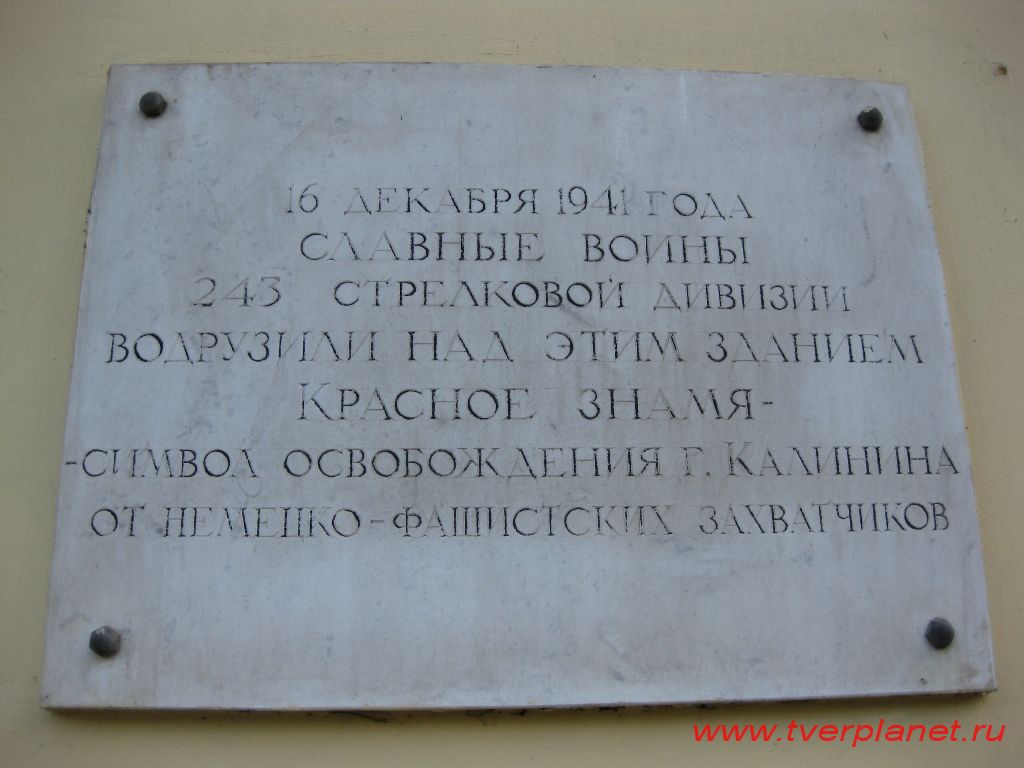 16 ДЕКАБРЯ 1941 ГОДА
СЛАВНЫЕ ВОИНЫ
243 СТРЕЛКОВОЙ ДИВИЗИИ
ВОДРУЗИЛИ НАД ЭТИМ ЗДАНИЕМ
КРАСНОЕ ЗНАМЯ -
-СИМВОЛ ОСВОБОЖДЕНИЯ Г. КАЛИНИНА
ОТ НЕМЕЦКО-ФАШИСТСКИХ ЗАХВАТЧИКОВ
www.tverplanet.ru